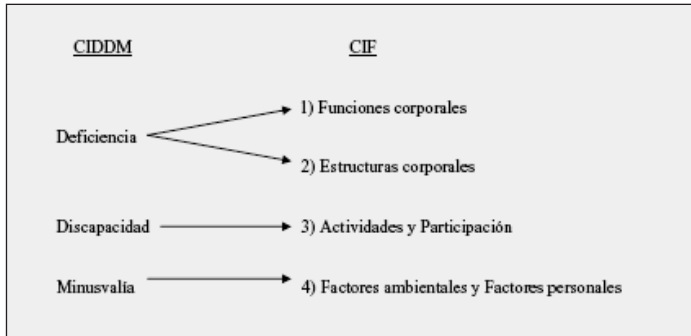 CIDDM CIF
1) Funciones corporales
Deficiencia
2) Estructuras corporales
Discapacidad 3) Actividades y Participación
Minusvalía 4) Factores ambientales y Factores personales